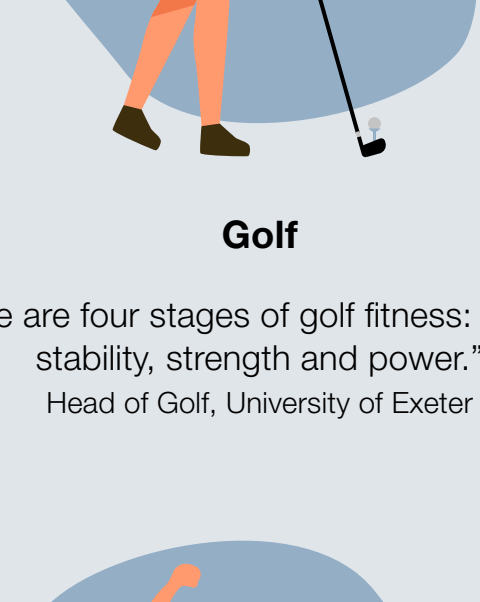 Golf
e are four stages of golf fitness:
stability, strength and power.”
Head of Golf, University of Exeter